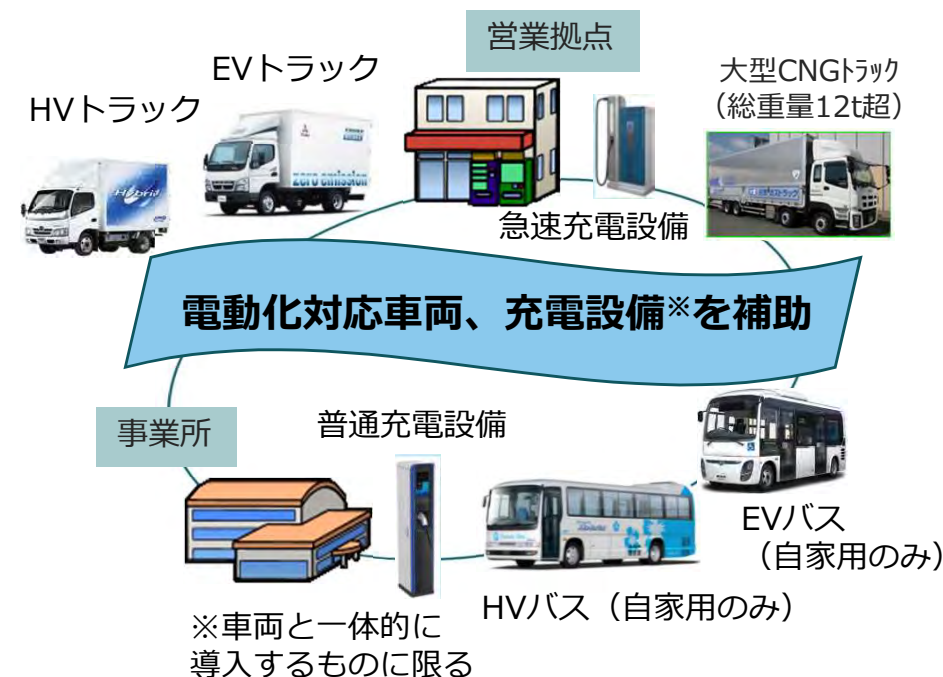 営業拠点
EVトラック
HVトラック
大型CNGﾄﾗｯｸ
（総重量12t超）
Hybrid
zero emission
急速充電設備
電動化対応車両、充電設備※を補助
事業所
普通充電設備
EVバス
（自家用のみ）
HVバス（自家用のみ）
※車両と一体的に
導入するものに限る